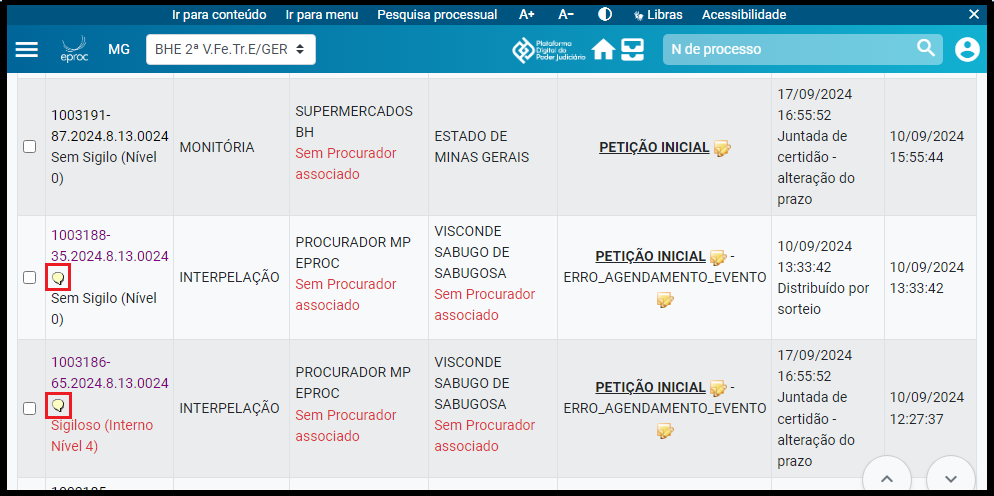 Ir para conteúdo Ir para menu Pesquisa processual A+ A− Libras Acessibilidade ×
eproc MG BHE 2ª V.Fe.Tr.E/GER Plataforma Digital do Poder Judiciário N de processo
1003191-
87.2024.8.13.0024
Sem Sigilo (Nível
0)
MONITÓRIA
SUPERMERCADOS
BH
Sem Procurador
associado
ESTADO DE
MINAS GERAIS
PETIÇÃO INICIAL
17/09/2024
16:55:52
Juntada de
certidão -
alteração do
prazo
10/09/2024
15:55:44
1003188-
35.2024.8.13.0024
Sem Sigilo (Nível
0)
INTERPELAÇÃO
PROCURADOR MP
EPROC
Sem Procurador
associado
VISCONDE
SABUGO DE
SABUGOSA
Sem Procurador
associado
PETIÇÃO INICIAL -
ERRO_AGENDAMENTO_EVENTO
10/09/2024
13:33:42
Distribuído por
sorteio
10/09/2024
13:33:42
1003186-
65.2024.8.13.0024
Sigiloso (Interno
Nível 4)
INTERPELAÇÃO
PROCURADOR MP
EPROC
Sem Procurador
associado
VISCONDE
SABUGO DE
SABUGOSA
Sem Procurador
associado
PETIÇÃO INICIAL -
ERRO_AGENDAMENTO_EVENTO
17/09/2024
16:55:52
Juntada de
certidão -
alteração do
prazo
10/09/2024
12:27:37